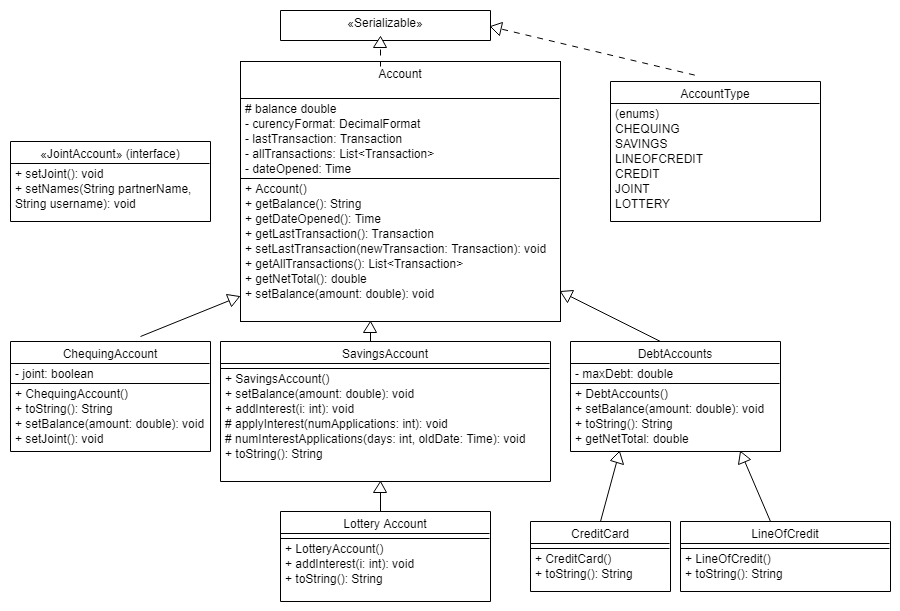 «Serializable»
Account
# balance double
- curencyFormat: DecimalFormat
- lastTransaction: Transaction
- allTransactions: List<Transaction>
- dateOpened: Time
+ Account()
+ getBalance(): String
+ getDateOpened(): Time
+ getLastTransaction(): Transaction
+ setLastTransaction(newTransaction: Transaction): void
+ getAllTransactions(): List<Transaction>
+ getNetTotal(): double
+ setBalance(amount: double): void
AccountType
(enums)
CHEQUING
SAVINGS
LINEOFCREDIT
CREDIT
JOINT
LOTTERY
«JointAccount» (interface)
+ setJoint(): void
+ setNames(String partnerName,
String username): void
ChequingAccount
- joint: boolean
+ ChequingAccount()
+ toString(): String
+ setBalance(amount: double): void
+ setJoint(): void
SavingsAccount
+ SavingsAccount()
+ setBalance(amount: double): void
+ addInterest(i: int): void
# applyInterest(numApplications: int): void
# numInterestApplications(days: int, oldDate: Time): void
+ toString(): String
DebtAccounts
- maxDebt: double
+ DebtAccounts()
+ setBalance(amount: double): void
+ toString(): String
+ getNetTotal: double
Lottery Account
+ LotteryAccount()
+ addInterest(i: int): void
+ toString(): String
CreditCard
+ CreditCard()
+ toString(): String
LineOfCredit
+ LineOfCredit()
+ toString(): String